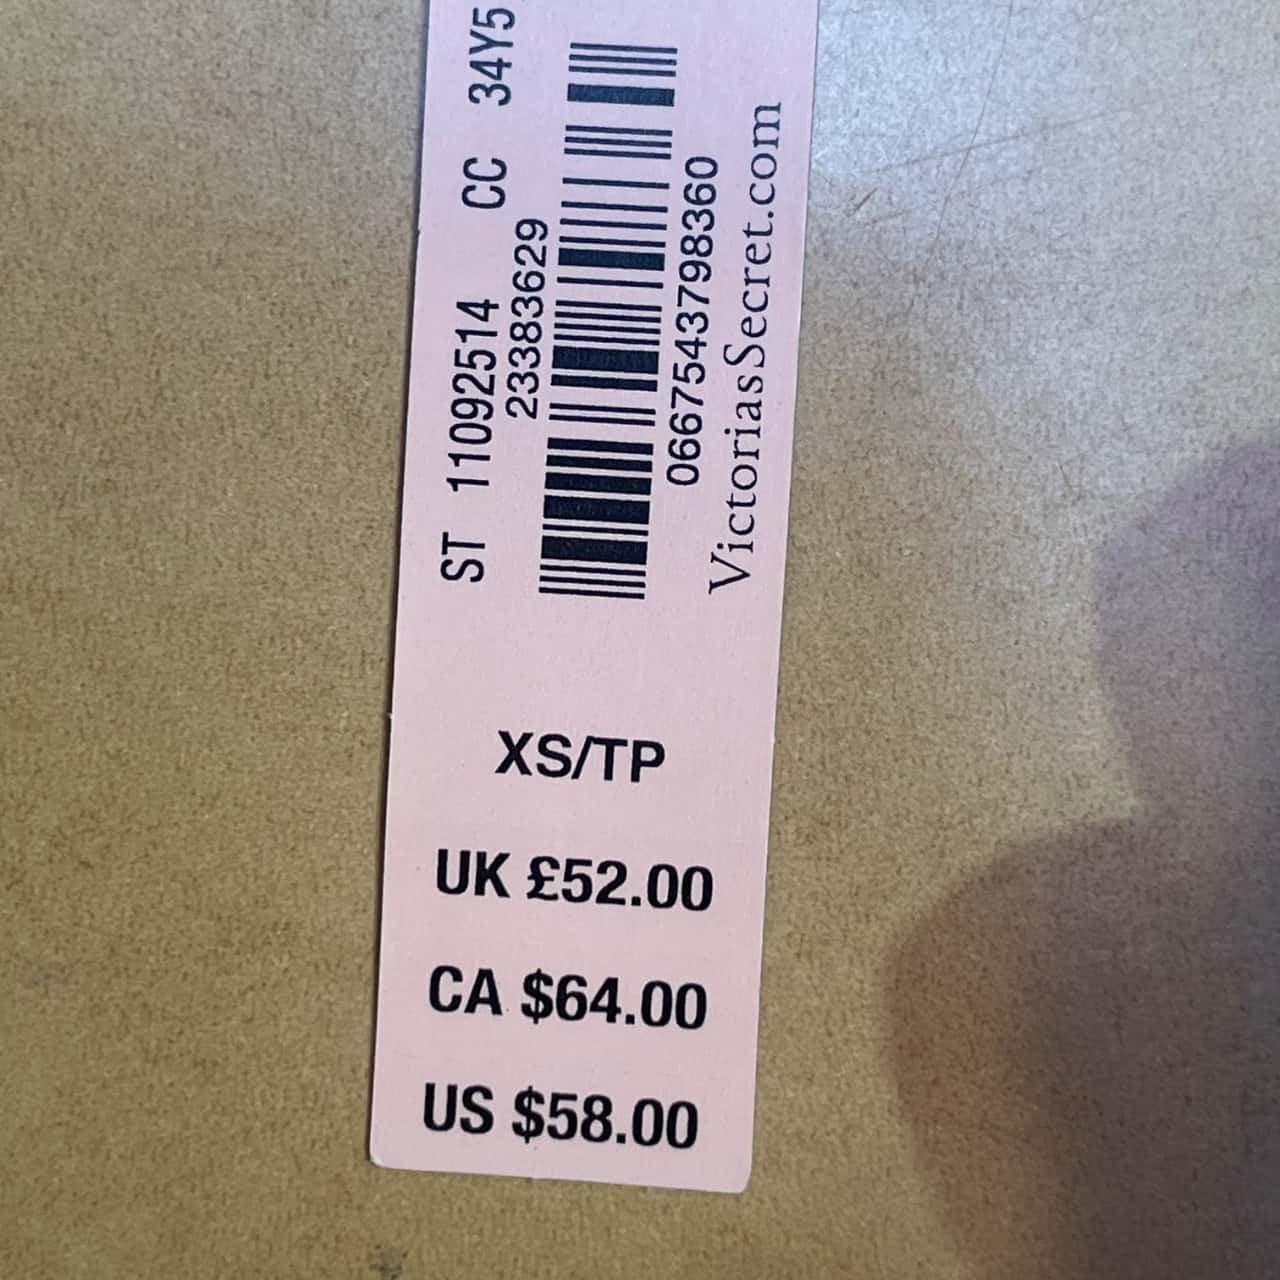 ST 11092514 CC 34Y5
23383629
0667543798360
VictoriasSecret.com
XS/TP
UK £52.00
CA $64.00
US $58.00